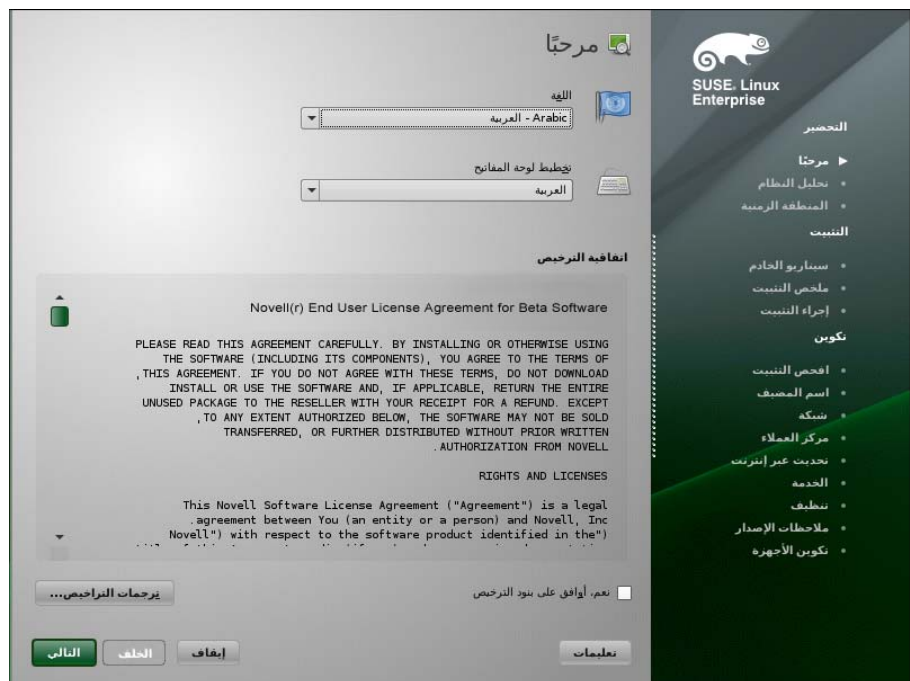 مرحبًا
اللغة
Arabic - العربية
تخطيط لوحة المفاتيح
العربية
اتفاقية الترخيص
Novell(r) End User License Agreement for Beta Software
PLEASE READ THIS AGREEMENT CAREFULLY. BY INSTALLING OR OTHERWISE USING
THE SOFTWARE (INCLUDING ITS COMPONENTS), YOU AGREE TO THE TERMS OF
,THIS AGREEMENT. IF YOU DO NOT AGREE WITH THESE TERMS, DO NOT DOWNLOAD
INSTALL OR USE THE SOFTWARE AND, IF APPLICABLE, RETURN THE ENTIRE
UNUSED PACKAGE TO THE RESELLER WITH YOUR RECEIPT FOR A REFUND. EXCEPT
,TO ANY EXTENT AUTHORIZED BELOW, THE SOFTWARE MAY NOT BE SOLD
TRANSFERRED, OR FURTHER DISTRIBUTED WITHOUT PRIOR WRITTEN
.AUTHORIZATION FROM NOVELL
RIGHTS AND LICENSES
This Novell Software License Agreement ("Agreement") is a legal
.agreement between You (an entity or a person) and Novell, Inc
Novell") with respect to the software product identified in the")
نعم، أوافق على بنود الترخيص
ترجمات التراخيص...
تعليمات
إيقاف
الخلف
التالي
SUSE. Linux
Enterprise
التحضير
مرحبًا
تحليل النظام
المنطقة الزمنية
التثبيت
سيناريو الخادم
ملخص التثبيت
إجراء التثبيت
تكوين
افحص التثبيت
اسم المضيف
شبكة
مركز العملاء
تحديث عبر إنترنت
الخدمة
تنظيف
ملاحظات الإصدار
تكوين الأجهزة